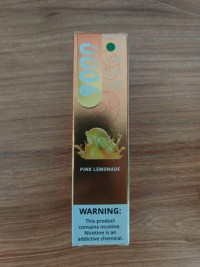 PINK LEMONADE
WARNING:
This product
contains nicotine.
Nicotine is an
addictive chemical.